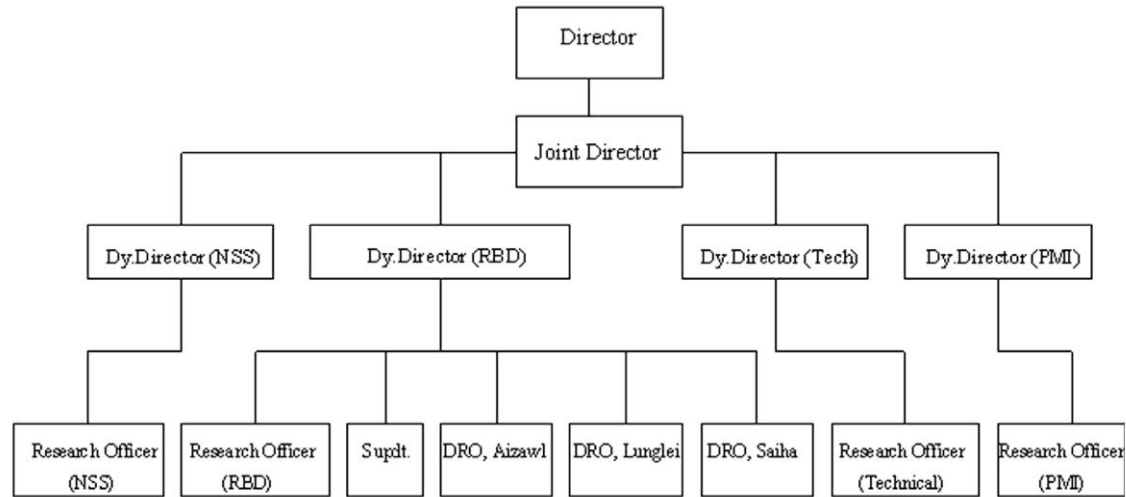 Director
Joint Director
Dy.Director (NSS)
Dy.Director (RBD)
Dy.Director (Tech)
Dy.Director (PMI)
Research Officer
(NSS)
Research Officer
(RBD)
Supdt.
DRO, Aizawl
DRO, Lunglei
DRO, Saiha
Research Officer
(Technical)
Research Officer
(PMI)